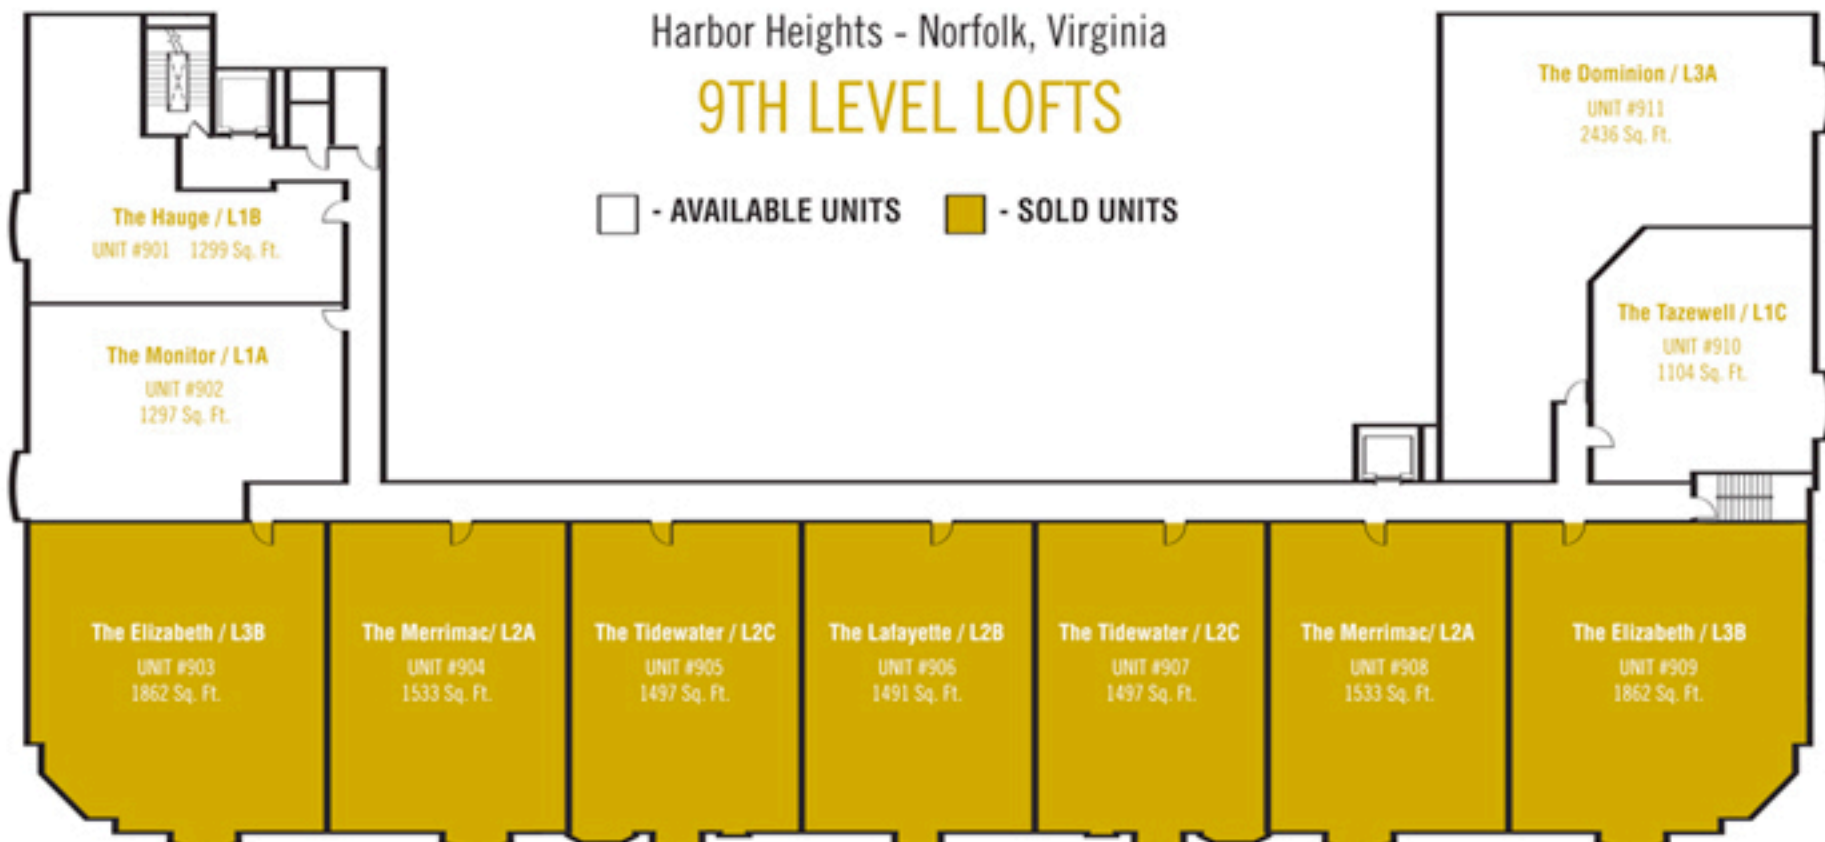 Harbor Heights - Norfolk, Virginia
9TH LEVEL LOFTS
- AVAILABLE UNITS
- SOLD UNITS
The Hauge / L1B
UNIT #901 1299 Sq. Ft.
The Monitor / L1A
UNIT #902
1297 Sq. Ft.
The Dominion / L3A
UNIT #911
2436 Sq. Ft.
The Tazewell / L1C
UNIT #910
1104 Sq. Ft.
The Elizabeth / L3B
UNIT #903
1862 Sq. Ft.
The Merrimac/ L2A
UNIT #904
1533 Sq. Ft.
The Tidewater / L2C
UNIT #905
1497 Sq. Ft.
The Lafayette / L2B
UNIT #906
1491 Sq. Ft.
The Tidewater / L2C
UNIT #907
1497 Sq. Ft.
The Merrimac/ L2A
UNIT #908
1533 Sq. Ft.
The Elizabeth / L3B
UNIT #909
1862 Sq. Ft.